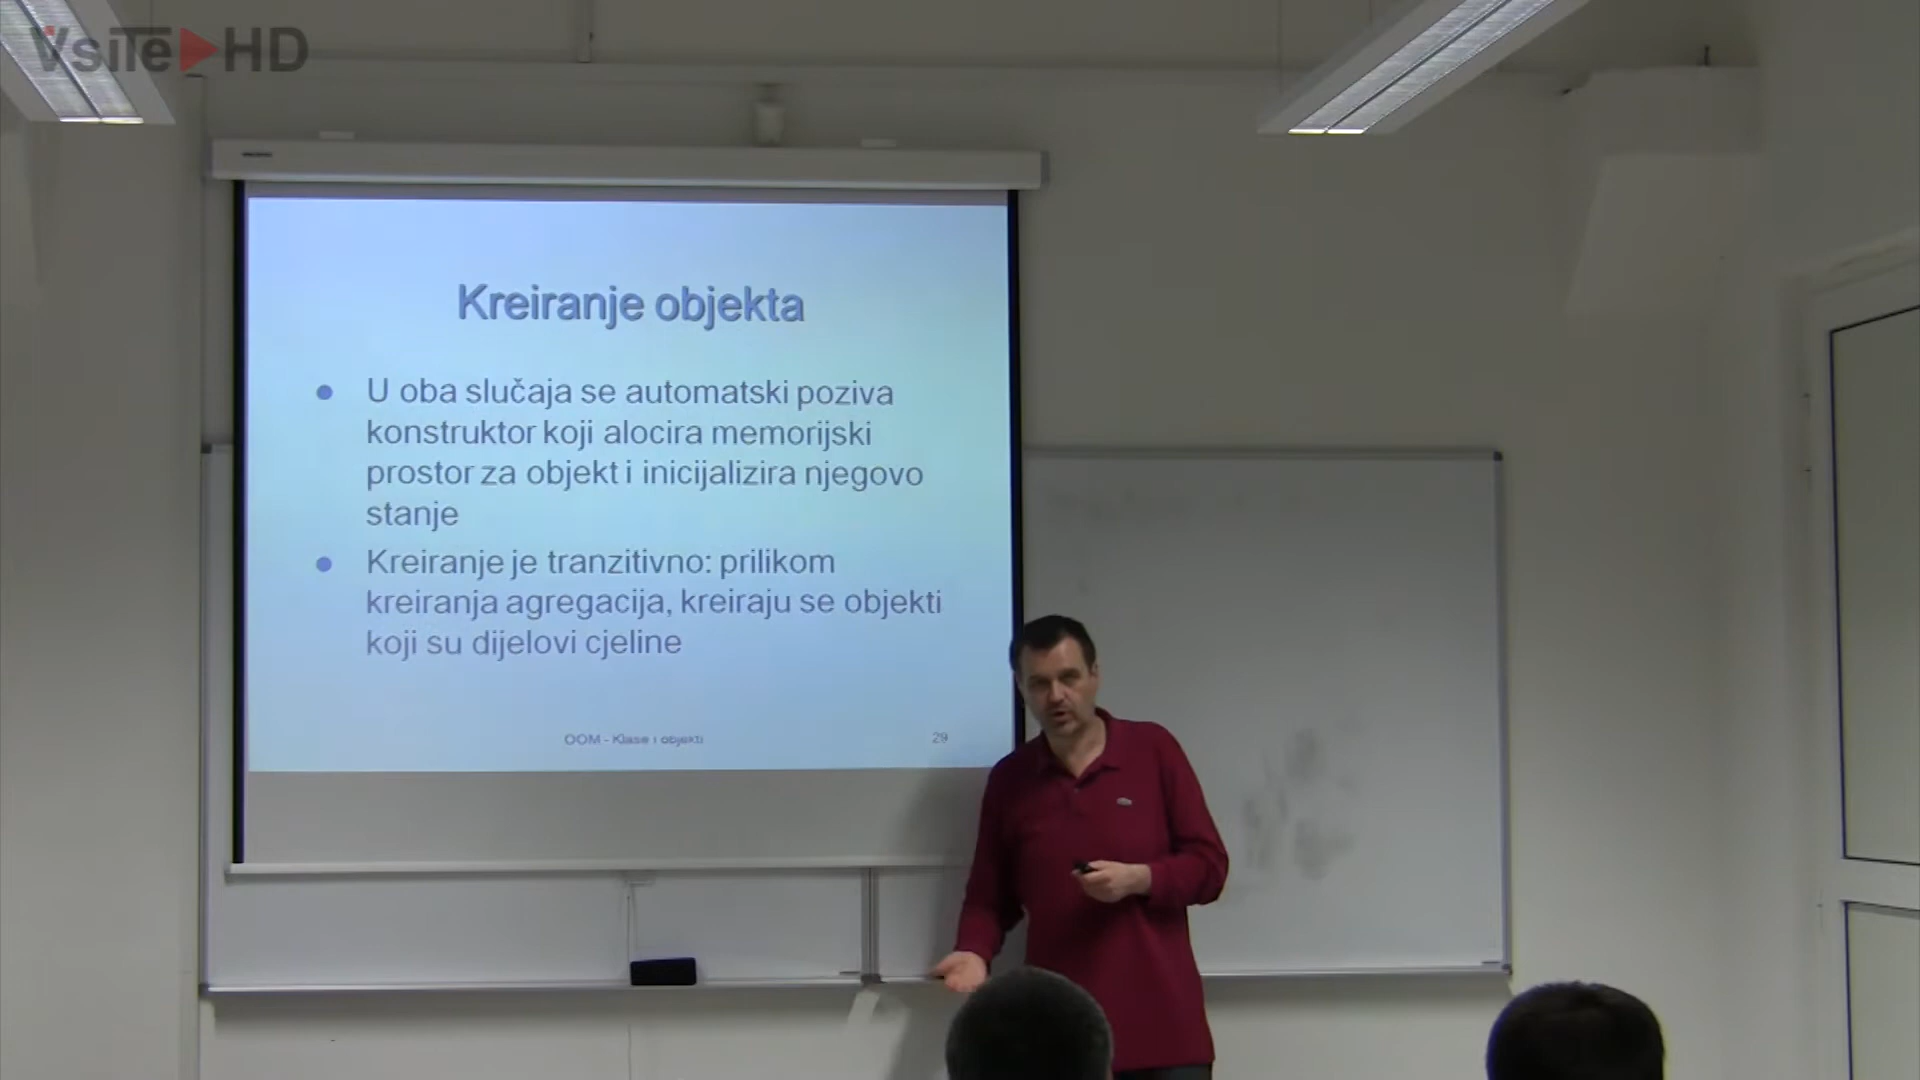 VsiTe HD
Kreiranje objekta
U oba slučaja se automatski poziva
konstruktor koji alocira memorijski
prostor za objekt i inicijalizira njegovo
stanje
Kreiranje je tranzitivno: prilikom
kreiranja agregacija, kreiraju se objekti
koji su dijelovi cjeline
OOM - Klase i objekti
29